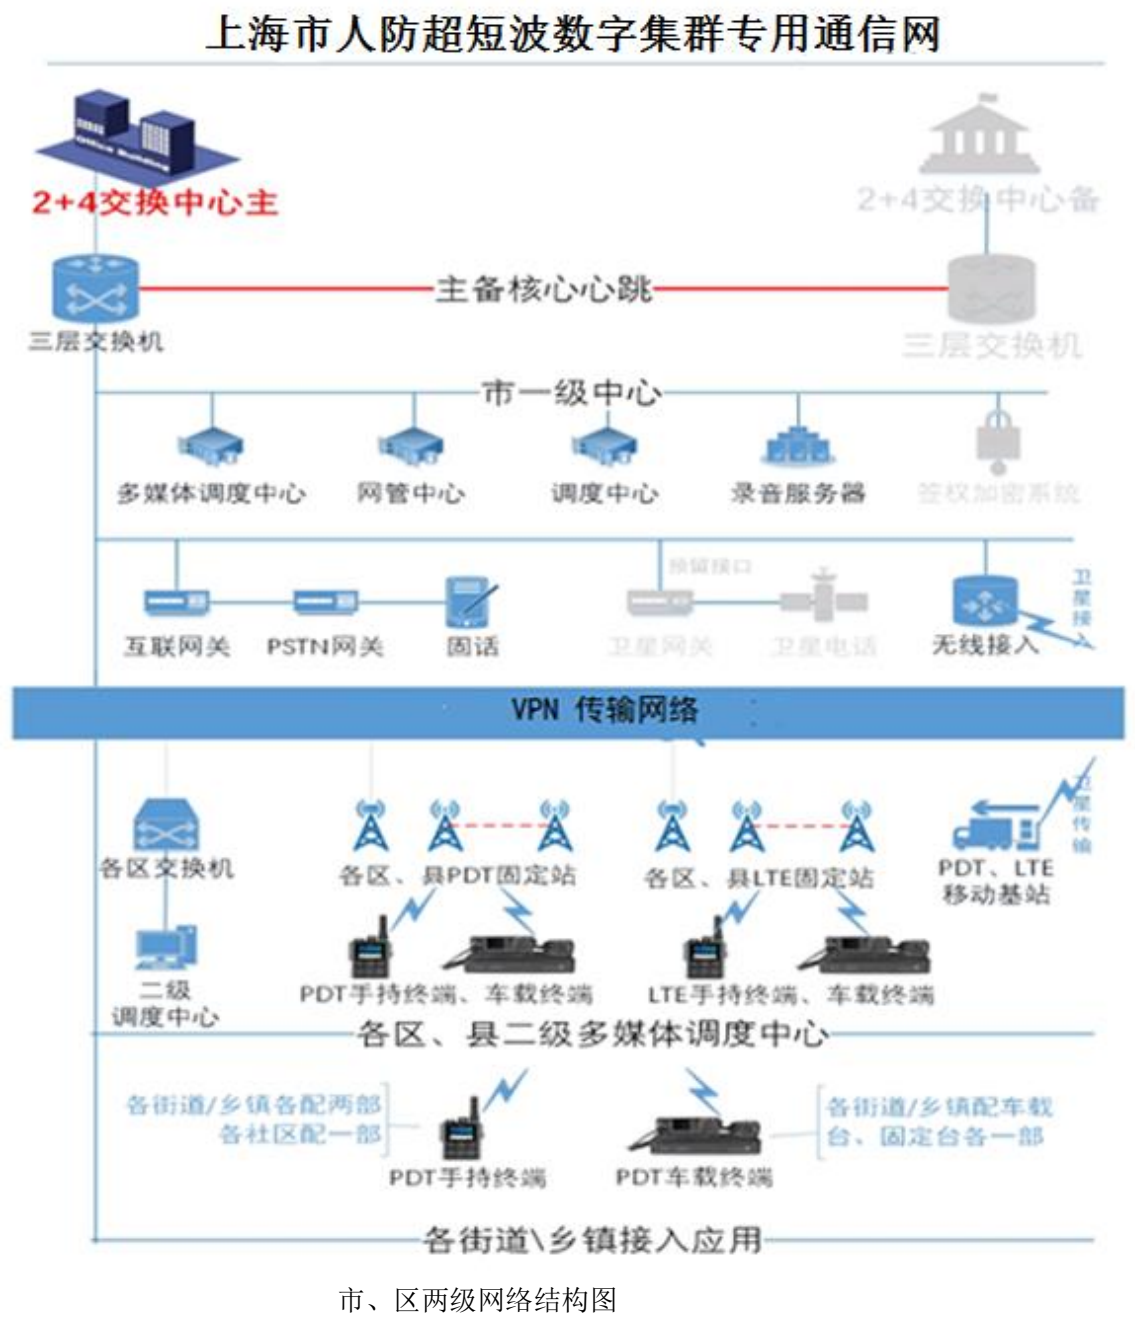 上海市人防超短波数字集群专用通信网
Office Building
2+4交换中心主
2+4交换中心备
主备核心心跳
三层交换机
三层交换机
市一级中心
多媒体调度中心
网管中心
调度中心
录音服务器
签权加密系统
预留接口
卫星接入
互联网关
PSTN网关
固话
卫星网关
卫星电话
无线接入
VPN 传输网络
卫星传输
各区交换机
各区、县PDT固定站
各区、县LTE固定站
PDT、LTE
移动基站
二级
调度中心
PDT手持终端、车载终端
LTE手持终端、车载终端
各区、县二级多媒体调度中心
各街道/乡镇各配两部
各社区配一部
各街道/乡镇配车载
台、固定台各一部
PDT手持终端
PDT车载终端
各街道\乡镇接入应用
市、区两级网络结构图